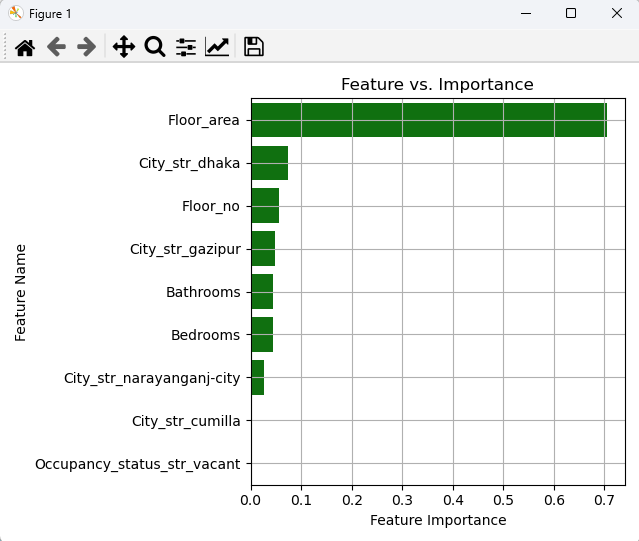 Figure 1
Feature vs. Importance
Feature Name
Floor_area
City_str_dhaka
Floor_no
City_str_gazipur
Bathrooms
Bedrooms
City_str_narayanganj-city
City_str_cumilla
Occupancy_status_str_vacant
0.0 0.1 0.2 0.3 0.4 0.5 0.6 0.7
Feature Importance